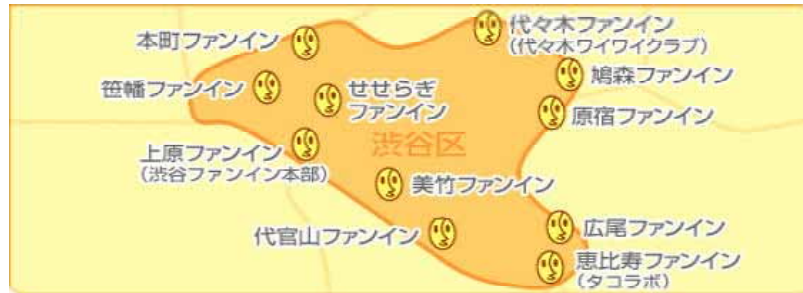 本町ファンイン
代々木ファンイン
(代々木ワイワイクラブ)
笹幡ファンイン
せせらぎ
ファンイン
鳩森ファンイン
原宿ファンイン
渋谷区
上原ファンイン
(渋谷ファンイン本部)
美竹ファンイン
代官山ファンイン
広尾ファンイン
恵比寿ファンイン
(タコラボ)